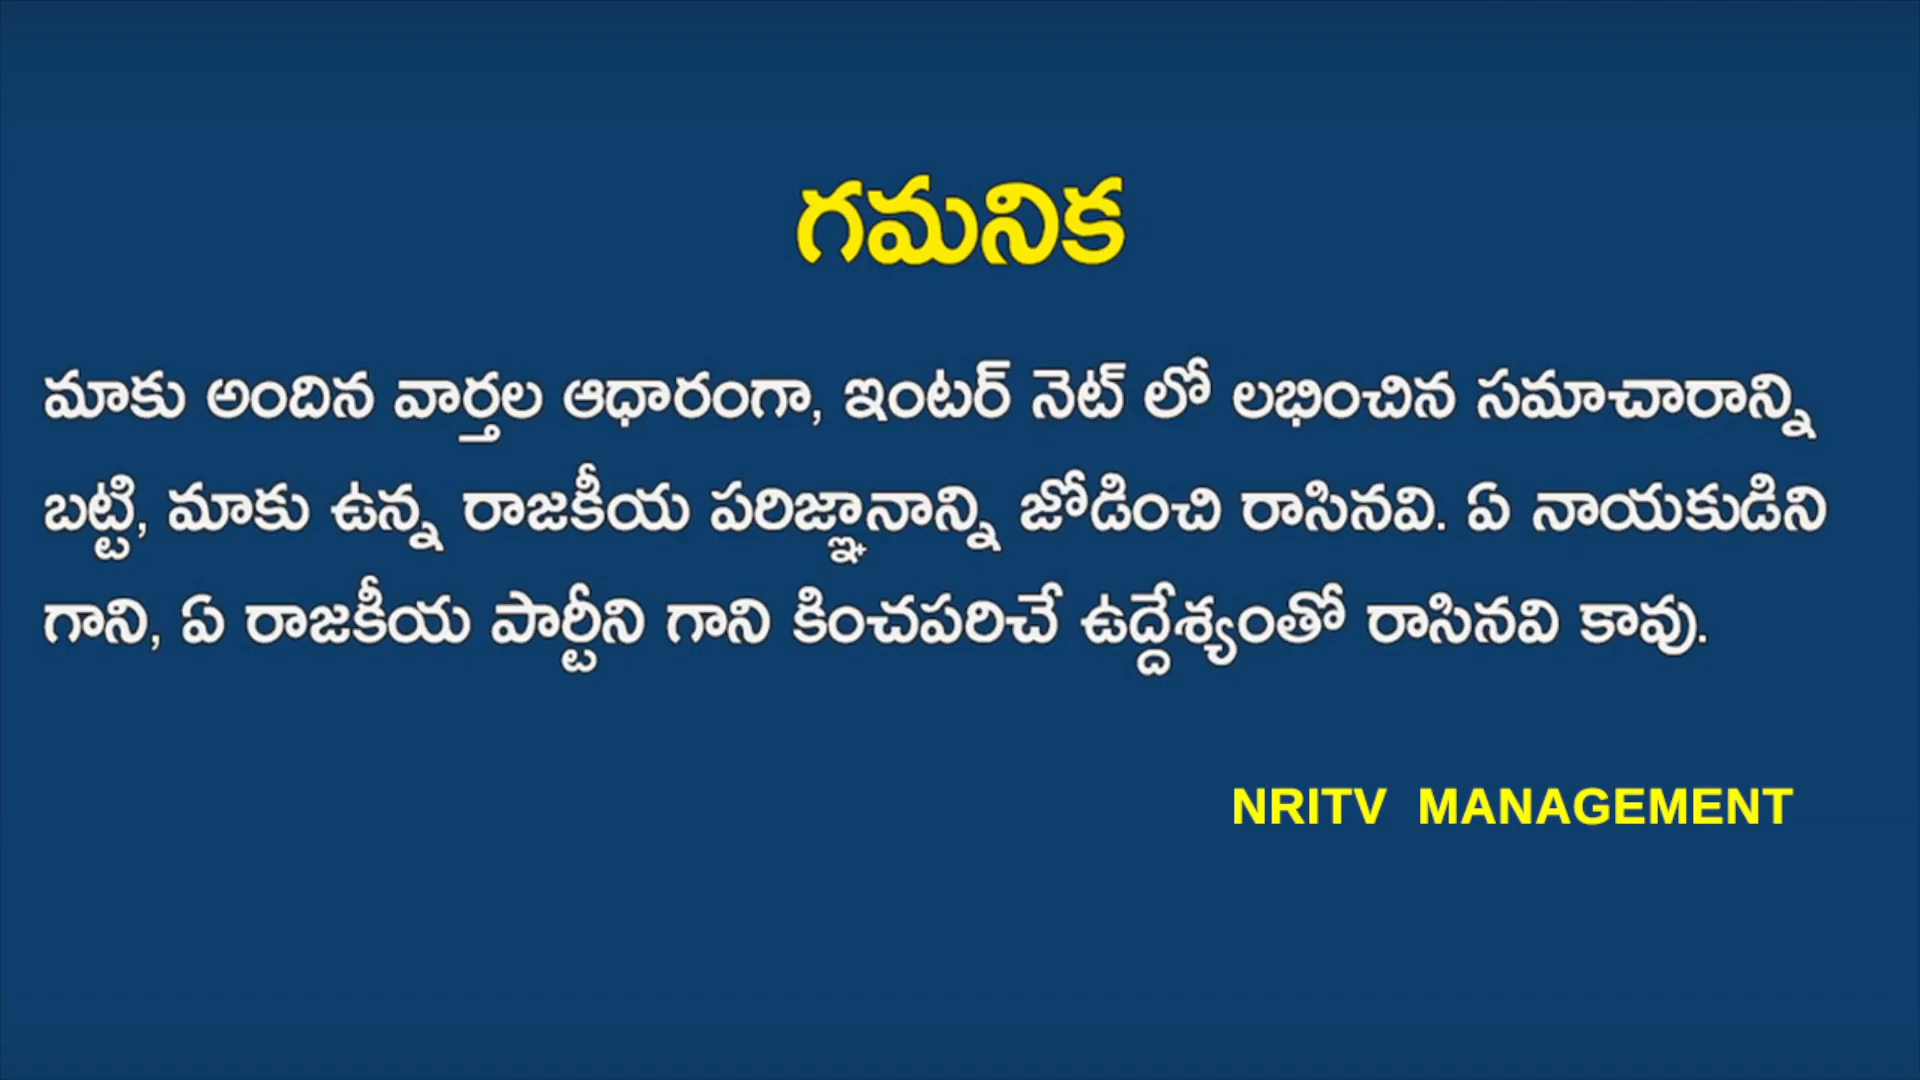 గమనిక
మాకు అందిన వార్తల ఆధారంగా, ఇంటర్ నెట్ లో లభించిన సమాచారాన్ని
బట్టి, మాకు ఉన్న రాజకీయ పరిజ్ఞానాన్ని జోడించి రాసినవి. ఏ నాయకుడిని
గాని, ఏ రాజకీయ పార్టీని గాని కించపరిచే ఉద్దేశ్యంతో రాసినవి కావు.
NRITV MANAGEMENT